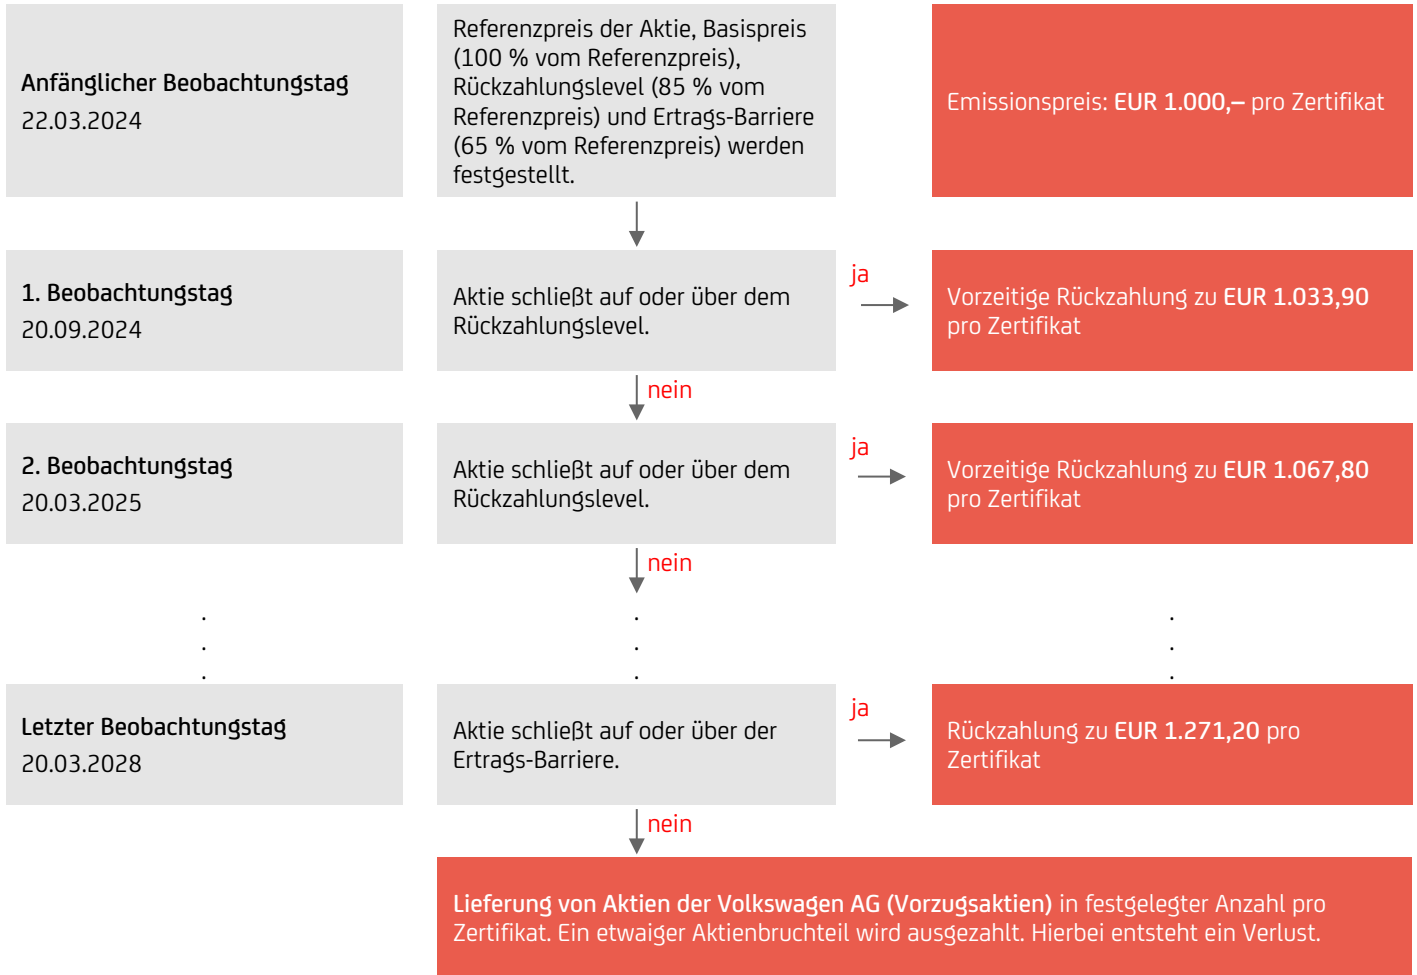 Anfänglicher Beobachtungstag
22.03.2024
Referenzpreis der Aktie, Basispreis
(100 % vom Referenzpreis),
Rückzahlungslevel (85 % vom
Referenzpreis) und Ertrags-Barriere
(65 % vom Referenzpreis) werden
festgestellt.
Emissionspreis: EUR 1.000,– pro Zertifikat
1. Beobachtungstag
20.09.2024
Aktie schließt auf oder über dem
Rückzahlungslevel.
ja
Vorzeitige Rückzahlung zu EUR 1.033,90
pro Zertifikat
nein
2. Beobachtungstag
20.03.2025
Aktie schließt auf oder über dem
Rückzahlungslevel.
ja
Vorzeitige Rückzahlung zu EUR 1.067,80
pro Zertifikat
nein
. . .
. . .
. . .
Letzter Beobachtungstag
20.03.2028
Aktie schließt auf oder über der
Ertrags-Barriere.
ja
Rückzahlung zu EUR 1.271,20 pro
Zertifikat
nein
Lieferung von Aktien der Volkswagen AG (Vorzugsaktien) in festgelegter Anzahl pro
Zertifikat. Ein etwaiger Aktienbruchteil wird ausgezahlt. Hierbei entsteht ein Verlust.